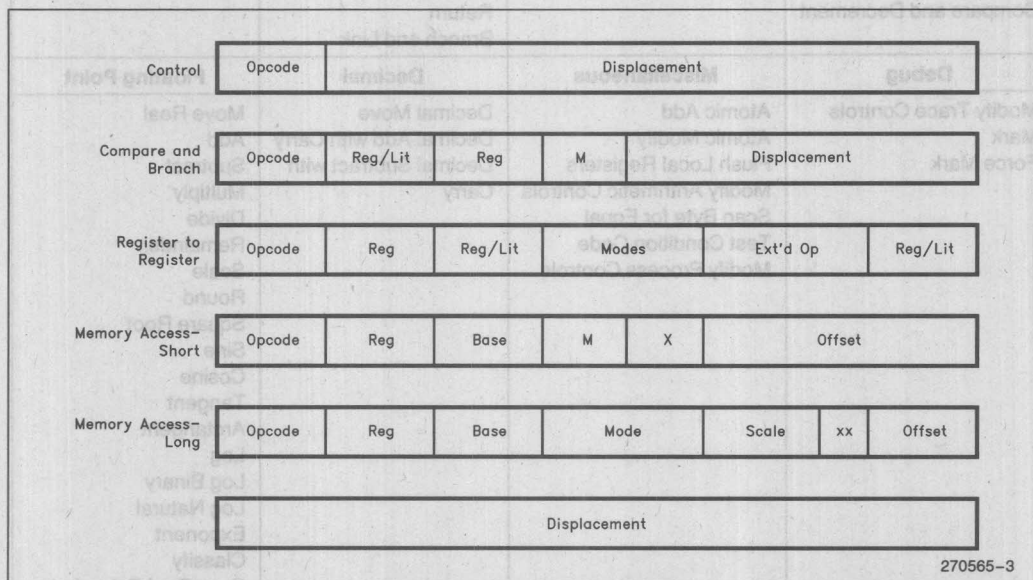 Control Opcode Displacement
Compare and
Branch Opcode Reg/Lit Reg M Displacement
Register to
Register Opcode Reg Reg/Lit Modes Ext'd Op Reg/Lit
Memory Access–
Short Opcode Reg Base M X Offset
Memory Access–
Long Opcode Reg Base Mode Scale xx Offset
Displacement
270565–3